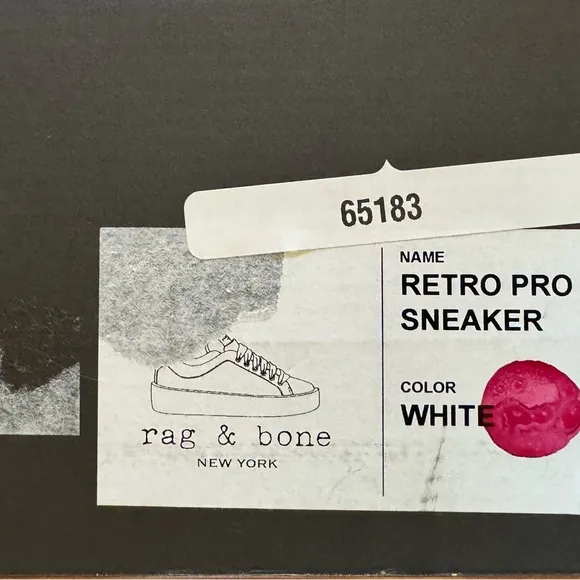 65183
NAME
RETRO PRO
SNEAKER
COLOR
WHITE
rag & bone
NEW YORK